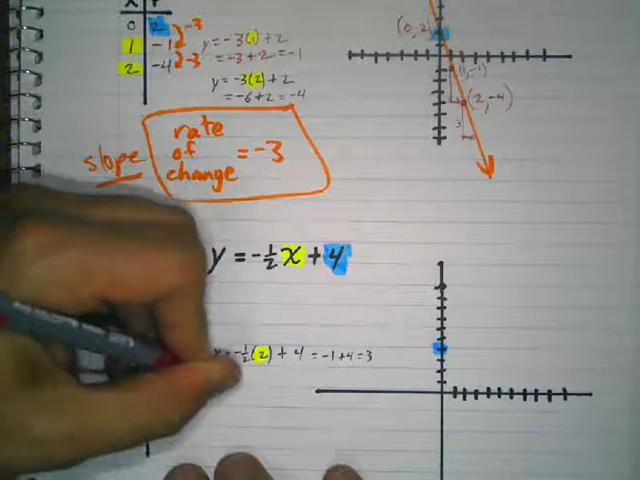 x y
0 2 -3
1 -1 -3
2 -4
y = -3(1) + 2
= -3 + 2 = -1
y = -3(2) + 2
= -6 + 2 = -4
slope
rate
of = -3
change
(0, 2)
(1, -1)
(2, -4)
3
y = -1/2 x + 4
y = -1/2 (2) + 4 = -1 + 4 = 3